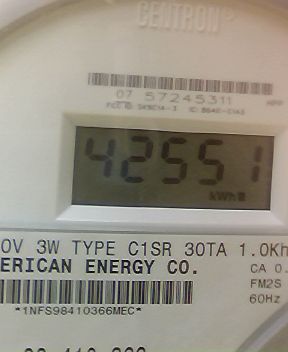 CENTRON®
07 57245311
42551
kWh
0V 3W TYPE C1SR 30TA 1.0Kh
ERICAN ENERGY CO.
CA 0.
FM2S
60Hz
*1NFS98410366MEC*